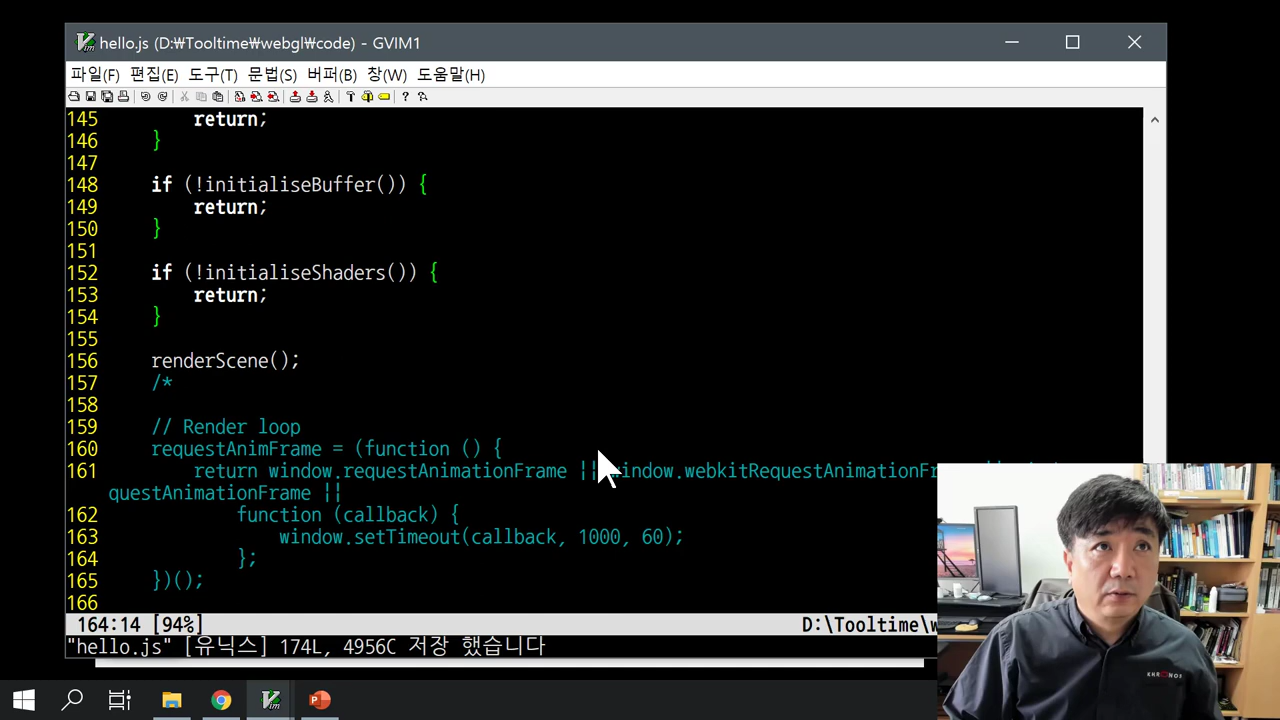 hello.js (D:₩Tooltime₩webgl₩code) - GVIM1
파일(F) 편집(E) 도구(T) 문법(S) 버퍼(B) 창(W) 도움말(H)
145 return;
146 }
147
148 if (!initialiseBuffer()) {
149 return;
150 }
151
152 if (!initialiseShaders()) {
153 return;
154 }
155
156 renderScene();
157 /*
158
159 // Render loop
160 requestAnimFrame = (function () {
161 return window.requestAnimationFrame || window.webkitRequestAnimationFr
questAnimationFrame ||
162 function (callback) {
163 window.setTimeout(callback, 1000, 60);
164 };
165 })();
166
164:14 [94%] D:\Tooltime\w
"hello.js" [유닉스] 174L, 4956C 저장 했습니다
KHRONOS